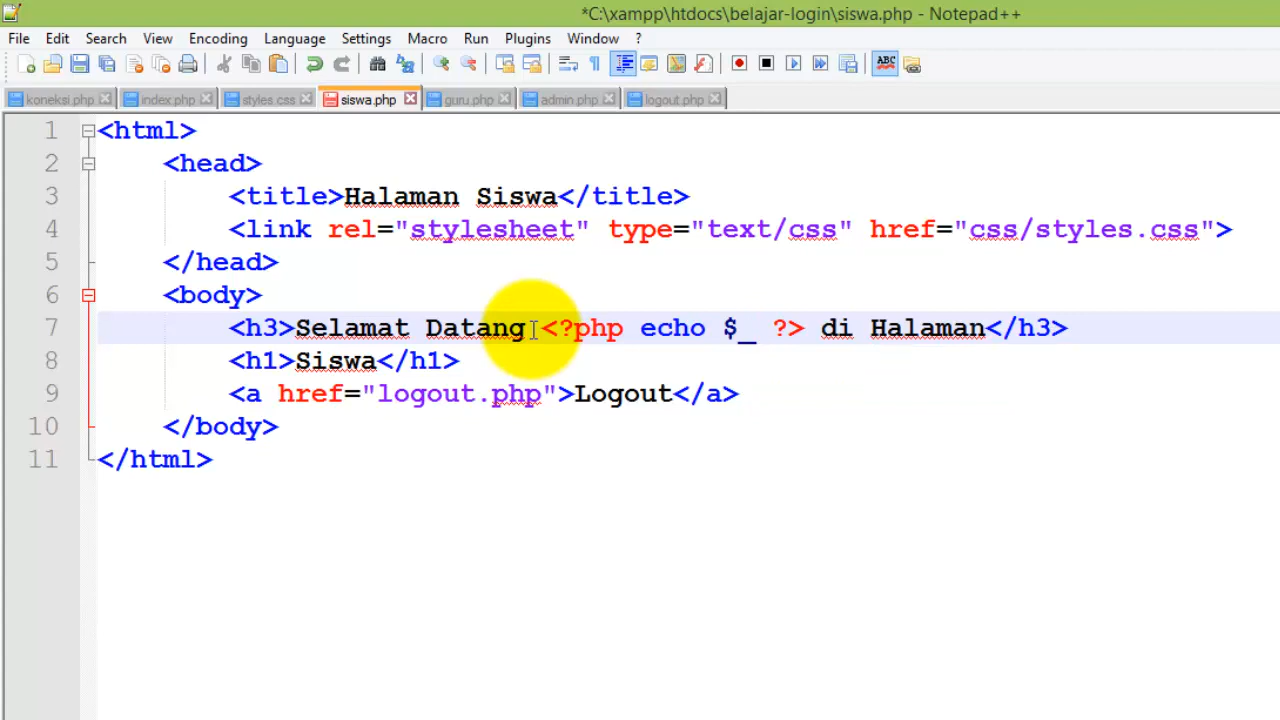 *C:\xampp\htdocs\belajar-login\siswa.php - Notepad++
File Edit Search View Encoding Language Settings Macro Run Plugins Window ?
ABC
koneksi.php index.php styles.css siswa.php guru.php admin.php logout.php
1 <html>
2 <head>
3 <title>Halaman Siswa</title>
4 <link rel="stylesheet" type="text/css" href="css/styles.css">
5 </head>
6 <body>
7 <h3>Selamat Datang <?php echo $_ ?> di Halaman</h3>
8 <h1>Siswa</h1>
9 <a href="logout.php">Logout</a>
10 </body>
11 </html>